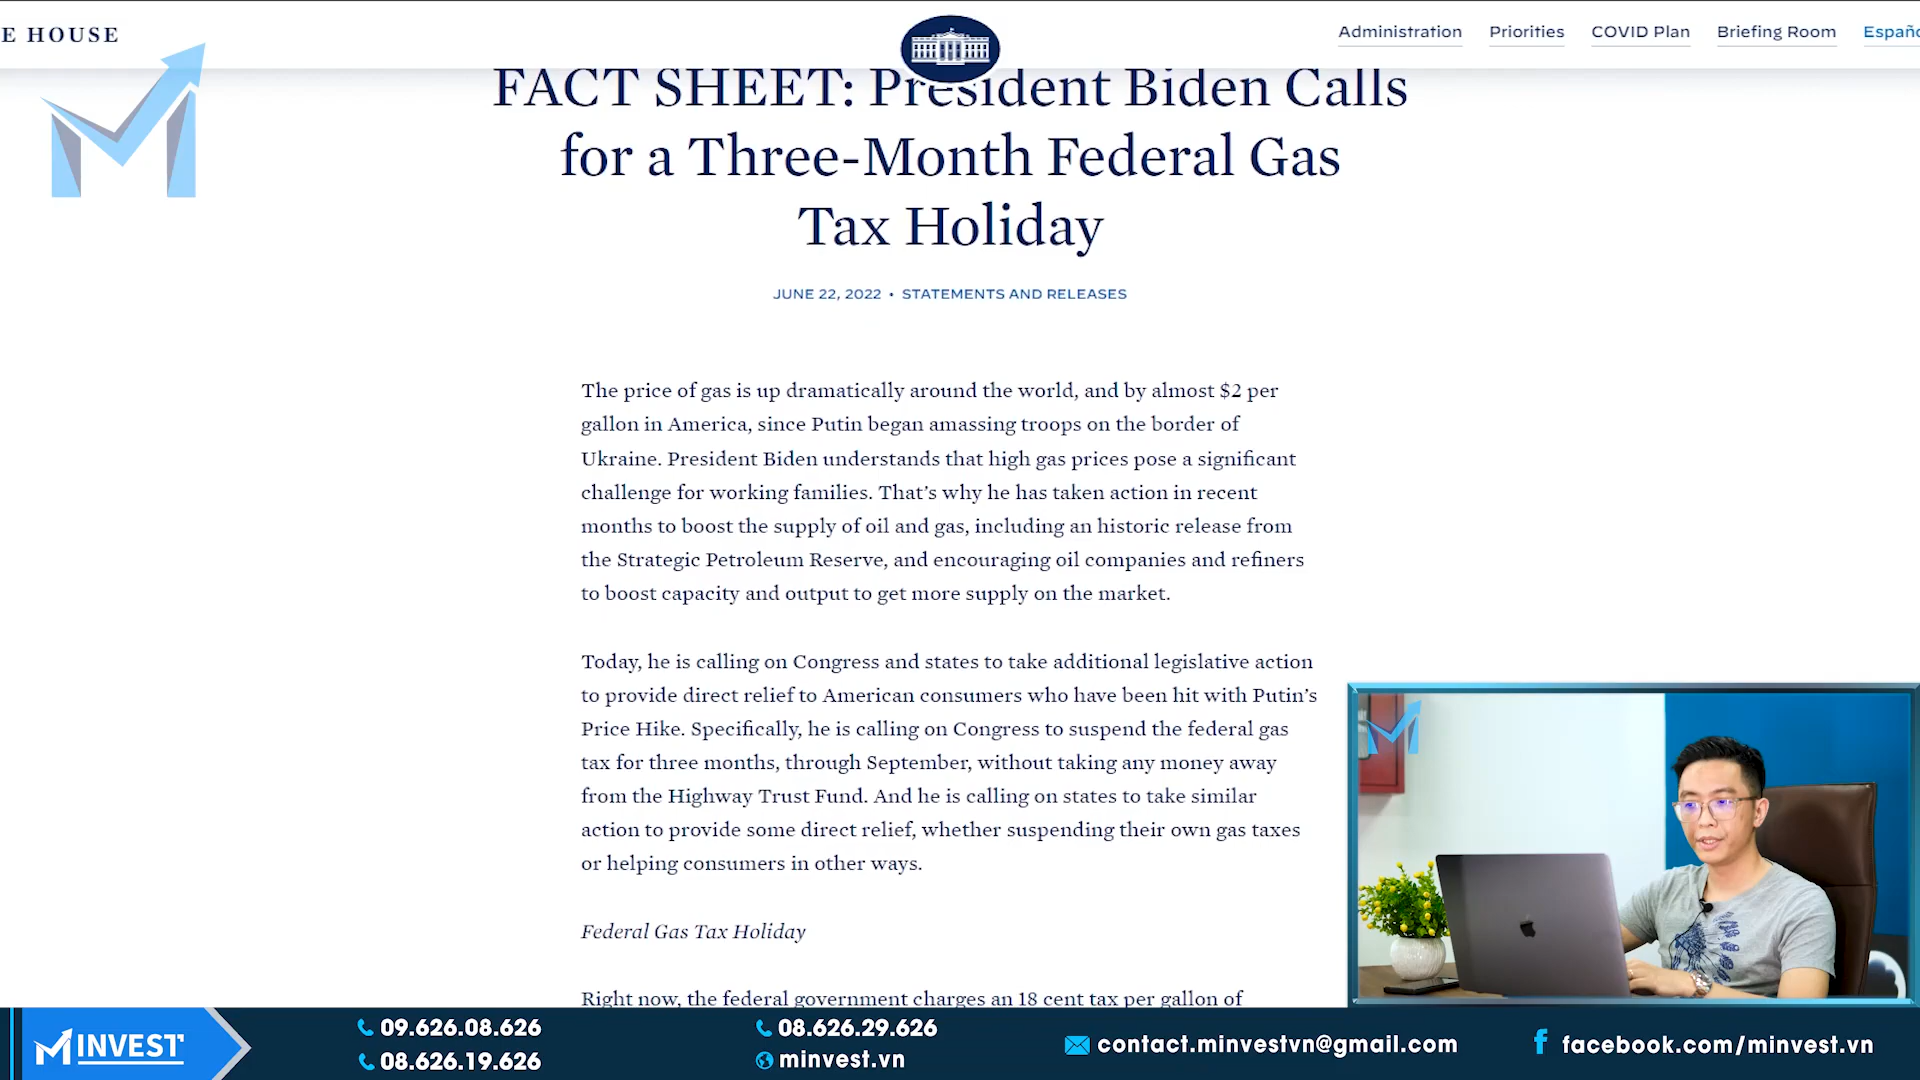 E HOUSE
Administration
Priorities
COVID Plan
Briefing Room
Españo
FACT SHEET: President Biden Calls
for a Three-Month Federal Gas
Tax Holiday
JUNE 22, 2022 • STATEMENTS AND RELEASES
The price of gas is up dramatically around the world, and by almost $2 per
gallon in America, since Putin began amassing troops on the border of
Ukraine. President Biden understands that high gas prices pose a significant
challenge for working families. That’s why he has taken action in recent
months to boost the supply of oil and gas, including an historic release from
the Strategic Petroleum Reserve, and encouraging oil companies and refiners
to boost capacity and output to get more supply on the market.
Today, he is calling on Congress and states to take additional legislative action
to provide direct relief to American consumers who have been hit with Putin’s
Price Hike. Specifically, he is calling on Congress to suspend the federal gas
tax for three months, through September, without taking any money away
from the Highway Trust Fund. And he is calling on states to take similar
action to provide some direct relief, whether suspending their own gas taxes
or helping consumers in other ways.
Federal Gas Tax Holiday
Right now, the federal government charges an 18 cent tax per gallon of
MINVEST
09.626.08.626
08.626.19.626
08.626.29.626
minvest.vn
contact.minvestvn@gmail.com
facebook.com/minvest.vn